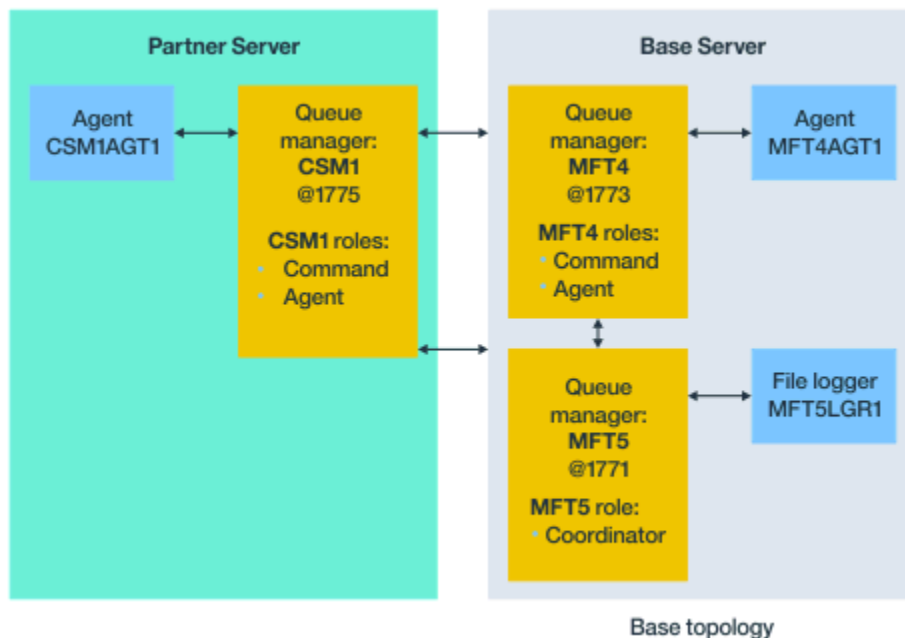 Partner Server
Agent
CSM1AGT1
Queue
manager:
CSM1
@1775
CSM1 roles:
• Command
• Agent
Base Server
Queue
manager:
MFT4
@1773
MFT4 roles:
• Command
• Agent
Agent
MFT4AGT1
Queue
manager:
MFT5
@1771
MFT5 role:
• Coordinator
File logger
MFT5LGR1
Base topology